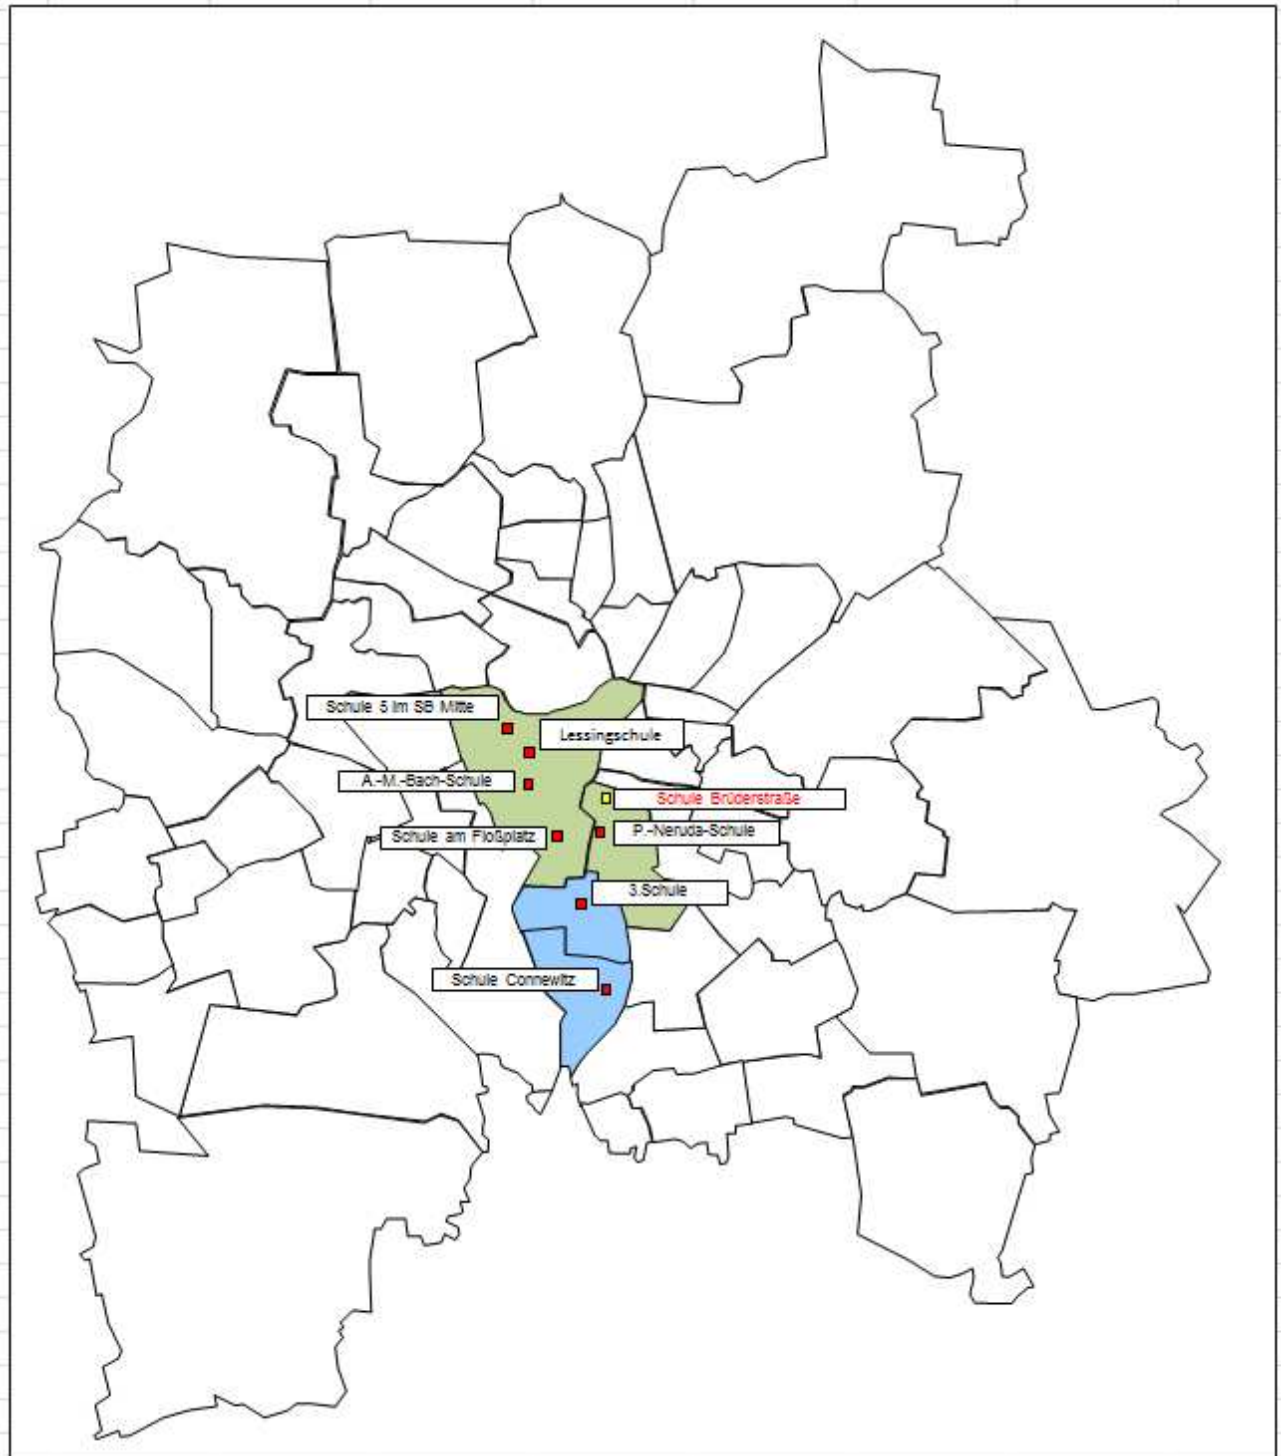 Schule 5 im SB Mitte
Lessingschule
A.-M.-Bach-Schule
Schule Brüderstraße
Schule am Floßplatz
P.-Neruda-Schule
3.Schule
Schule Connewitz